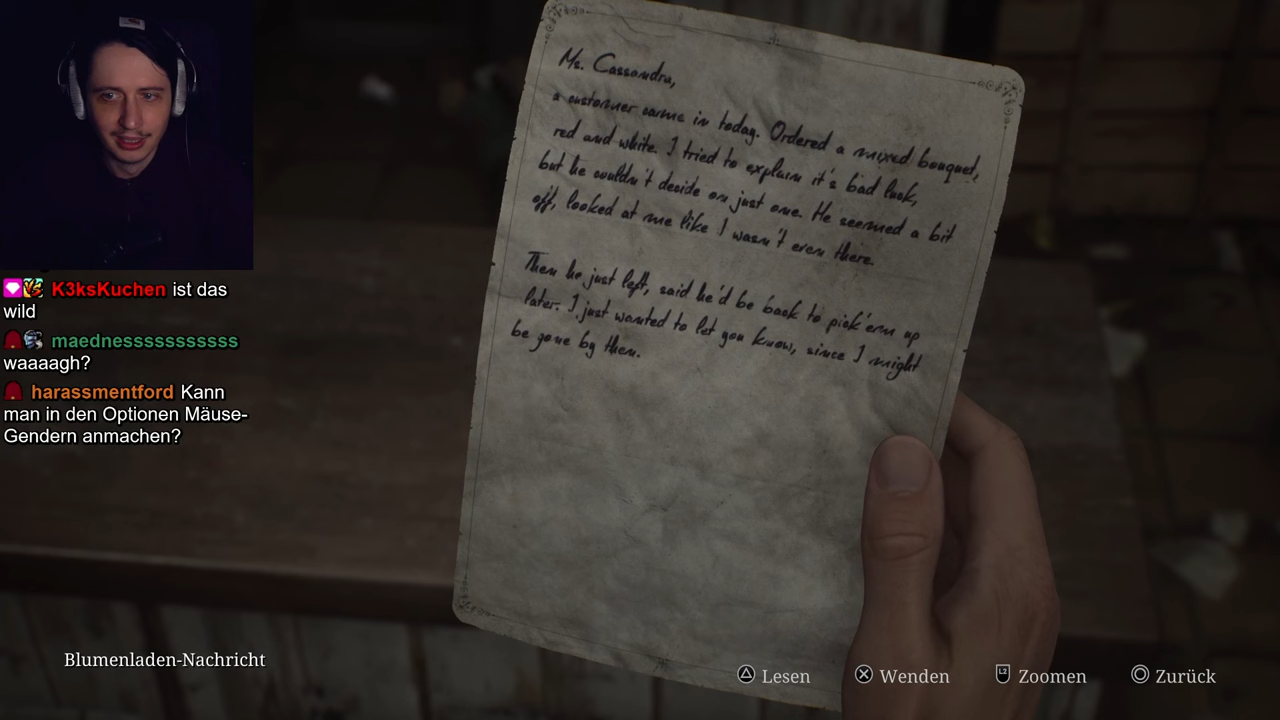 Ms. Cassandra,
a customer came in today. Ordered a mixed bouquet,
red and white. I tried to explain it's bad luck,
but he couldn't decide on just one. He seemed a bit
off, looked at me like I wasn't even there.
Then he just left, said he'd be back to pick 'em up
later. I just wanted to let you know, since I might
be gone by then.
K3ksKuchen ist das
wild
maednesssssssssss
waaaagh?
harassmentford Kann
man in den Optionen Mäuse-
Gendern anmachen?
Blumenladen-Nachricht
Lesen
Wenden
L2 Zoomen
Zurück